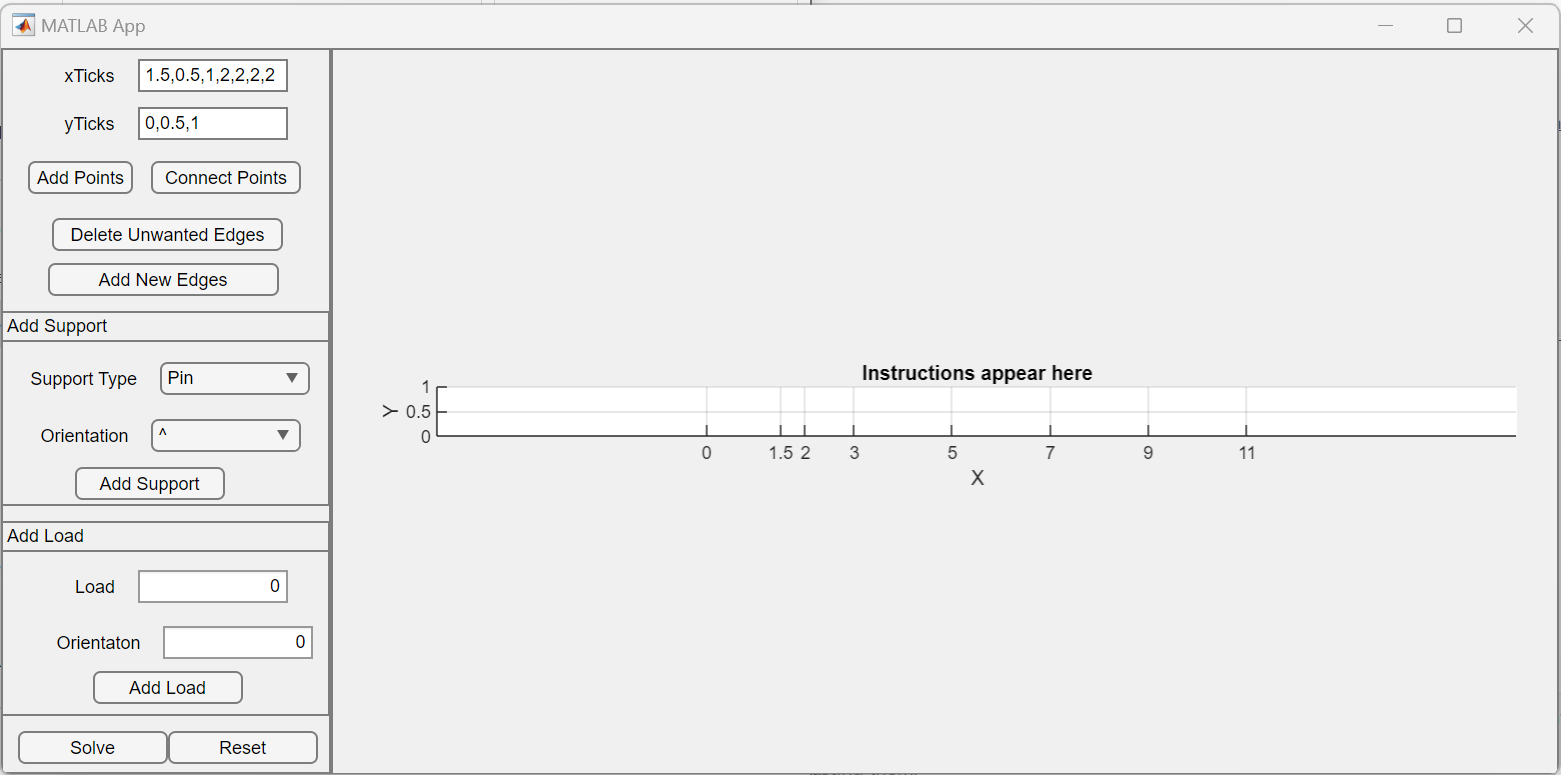 MATLAB App
xTicks 1.5,0.5,1,2,2,2,2
yTicks 0,0.5,1
Add Points Connect Points
Delete Unwanted Edges
Add New Edges
Add Support
Support Type Pin
Orientation ^
Add Support
Add Load
Load 0
Orientaton 0
Add Load
Solve Reset
Instructions appear here
1
Y 0.5
0
0 1.5 2 3 5 7 9 11
X